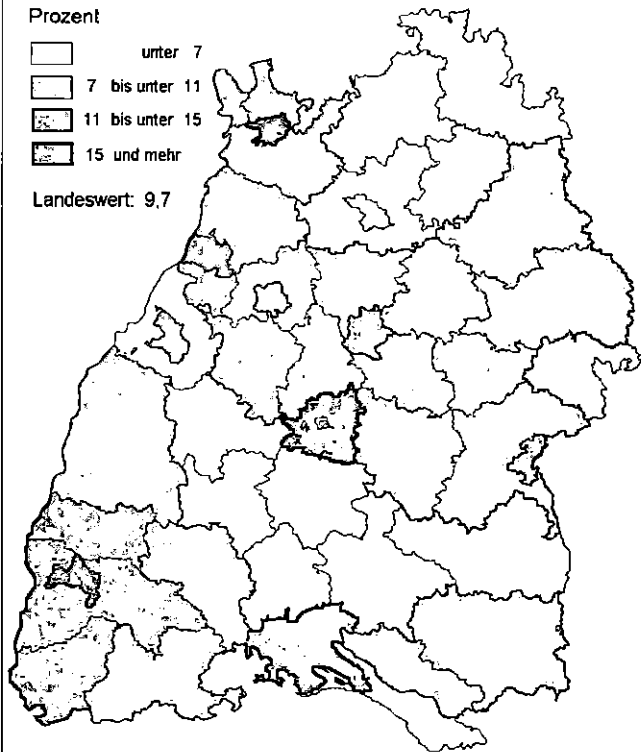 Prozent
unter 7
7 bis unter 11
11 bis unter 15
15 und mehr
Landeswert: 9,7